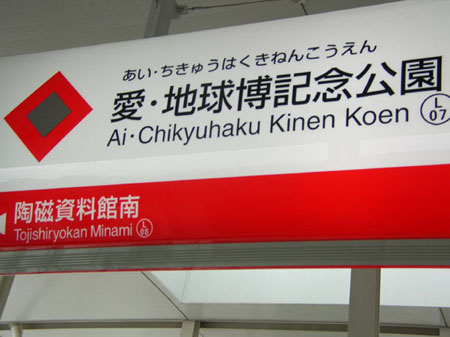 あい・ちきゅうはくきねんこうえん
愛・地球博記念公園
Ai・Chikyuhaku Kinen Koen
L
07
陶磁資料館南
Tojishiryokan Minami
L
08